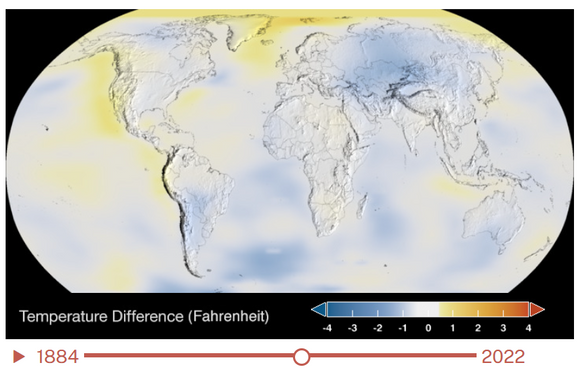 Temperature Difference (Fahrenheit)
-4 -3 -2 -1 0 1 2 3 4
1884 2022